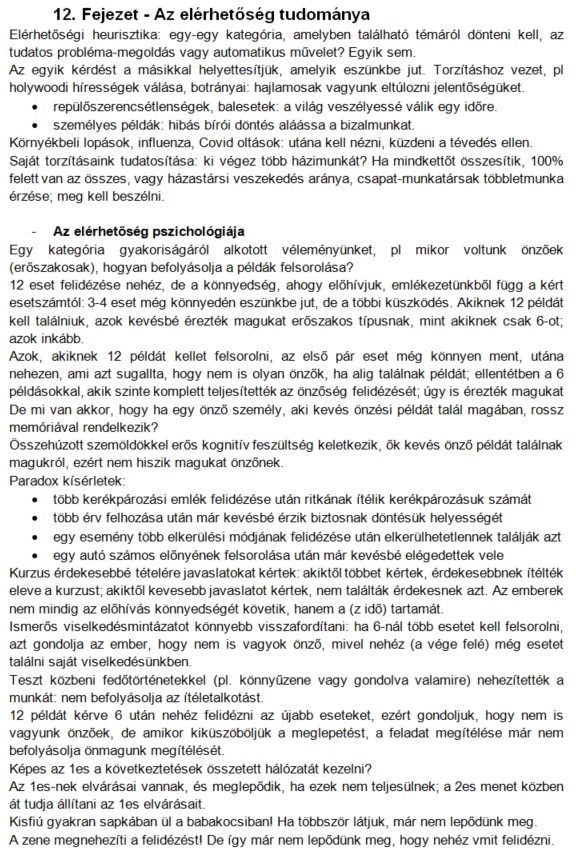 12. Fejezet - Az elérhetőség tudománya
Elérhetőségi heurisztika: egy-egy kategória, amelyben található témáról dönteni kell, az
tudatos probléma-megoldás vagy automatikus művelet? Egyik sem.
Az egyik kérdést a másikkal helyettesítjük, amelyik eszünkbe jut. Torzításhoz vezet, pl
holywoodi hírességek válása, botrányai: hajlamosak vagyunk eltúlozni jelentőségüket.
• repülőszerencsétlenségek, balesetek: a világ veszélyessé válik egy időre.
• személyes példák: hibás bírói döntés aláássa a bizalmunkat.
Környékbeli lopások, influenza, Covid oltások: utána kell nézni, küzdeni a tévedés ellen.
Saját torzításaink tudatosítása: ki végez több házimunkát? Ha mindkettőt összesítik, 100%
felett van az összes, vagy házastársi veszekedés aránya, csapat-munkatársak többletmunka
érzése; meg kell beszélni.
- Az elérhetőség pszichológiája
Egy kategória gyakoriságáról alkotott véleményünket, pl mikor voltunk önzőek
(erőszakosak), hogyan befolyásolja a példák felsorolása?
12 eset felidézése nehéz, de a könnyedség, ahogy előhívjuk, emlékezetünkből függ a kért
esetszámtól: 3-4 eset még könnyedén eszünkbe jut, de a többi küszködés. Akiknek 12 példát
kell találniuk, azok kevésbé érezték magukat erőszakos típusnak, mint akiknek csak 6-ot;
azok inkább.
Azok, akiknek 12 példát kellet felsorolni, az első pár eset még könnyen ment, utána
nehezen, ami azt sugallta, hogy nem is olyan önzők, ha alig találnak példát; ellentétben a 6
példásokkal, akik szinte komplett teljesítették az önzőség felidézését; úgy is érezték magukat
De mi van akkor, hogy ha egy önző személy, aki kevés önzési példát talál magában, rossz
memóriával rendelkezik?
Összehúzott szemöldökkel erős kognitív feszültség keletkezik, ők kevés önző példát találnak
magukról, ezért nem hiszik magukat önzőnek.
Paradox kísérletek:
• több kerékpározási emlék felidézése után ritkának ítélik kerékpározásuk számát
• több érv felhozása után már kevésbé érzik biztosnak döntésük helyességét
• egy esemény több elkerülési módjának felidézése után elkerülhetetlennek találják azt
• egy autó számos előnyének felsorolása után már kevésbé elégedettek vele
Kurzus érdekesebbé tételére javaslatokat kértek: akiktől többet kértek, érdekesebbnek ítélték
eleve a kurzust; akiktől kevesebb javaslatot kértek, nem találták érdekesnek azt. Az emberek
nem mindig az előhívás könnyedségét követik, hanem a (z idő) tartamát.
Ismerős viselkedésmintázatot könnyebb visszafordítani: ha 6-nál több esetet kell felsorolni,
azt gondolja az ember, hogy nem is vagyok önző, mivel nehéz (a vége felé) még esetet
találni saját viselkedésünkben.
Teszt közbeni fedőtörténetekkel (pl. könnyűzene vagy gondolva valamire) nehezítették a
munkát: nem befolyásolja az ítéletalkotást.
12 példát kérve 6 után nehéz felidézni az újabb eseteket, ezért gondoljuk, hogy nem is
vagyunk önzőek, de amikor kiküszöböljük a meglepetést, a feladat megítélése már nem
befolyásolja önmagunk megítélését.
Képes az 1es a következtetések összetett hálózatát kezelni?
Az 1es-nek elvárásai vannak, és meglepődik, ha ezek nem teljesülnek; a 2es menet közben
át tudja állítani az 1es elvárásait.
Kisfiú gyakran sapkában ül a babakocsiban! Ha többször látjuk, már nem lepődünk meg.
A zene megnehezíti a felidézést! De így már nem lepődünk meg, hogy nehéz vmit felidézni.